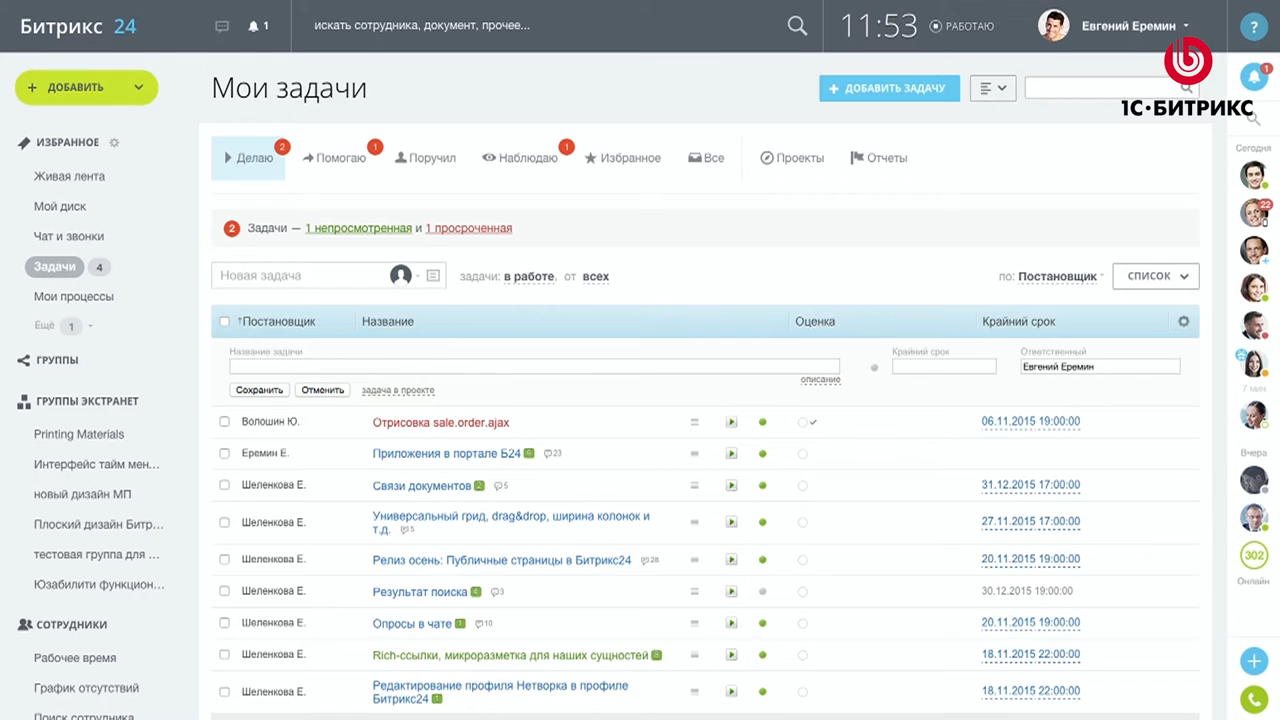 Битрикс 24
1
искать сотрудника, документ, прочее...
11:53
РАБОТАЮ
Евгений Еремин
?
1С·БИТРИКС
ДОБАВИТЬ
ИЗБРАННОЕ
Живая лента
Мой диск
Чат и звонки
Задачи 4
Мои процессы
Ещё 1
ГРУППЫ
ГРУППЫ ЭКСТРАНЕТ
Printing Materials
Интерфейс тайм мен...
новый дизайн МП
Плоский дизайн Битр...
тестовая группа для ...
Юзабилити функцион...
СОТРУДНИКИ
Рабочее время
График отсутствий
Поиск сотрудника
Мои задачи
+ ДОБАВИТЬ ЗАДАЧУ
Делаю 2 Помогаю 1 Поручил Наблюдаю 1 Избранное Все Проекты Отчеты
2 Задачи — 1 непросмотренная и 1 просроченная
Новая задача
задачи: в работе, от всех
по: Постановщик
СПИСОК
↑Постановщик Название Оценка Крайний срок
Название задачи Крайний срок Ответственный
Евгений Еремин
описание
Сохранить Отменить задача в проекте
Волошин Ю. Отрисовка sale.order.ajax 06.11.2015 19:00:00
Еремин Е. Приложения в портале Б24 6 23
Шеленкова Е. Связи документов 2 5 31.12.2015 17:00:00
Шеленкова Е. Универсальный грид, drag&drop, ширина колонок и
т.д. 5 27.11.2015 17:00:00
Шеленкова Е. Релиз осень: Публичные страницы в Битрикс24 28 20.11.2015 19:00:00
Шеленкова Е. Результат поиска 4 3 30.12.2015 19:00:00
Шеленкова Е. Опросы в чате 1 10 20.11.2015 19:00:00
Шеленкова Е. Rich-ссылки, микроразметка для наших сущностей 18.11.2015 22:00:00
Шеленкова Е. Редактирование профиля Нетворка в профиле
Битрикс24 1 18.11.2015 22:00:00
1
Сегодня
22
7 мин
Вчера
302
Онлайн